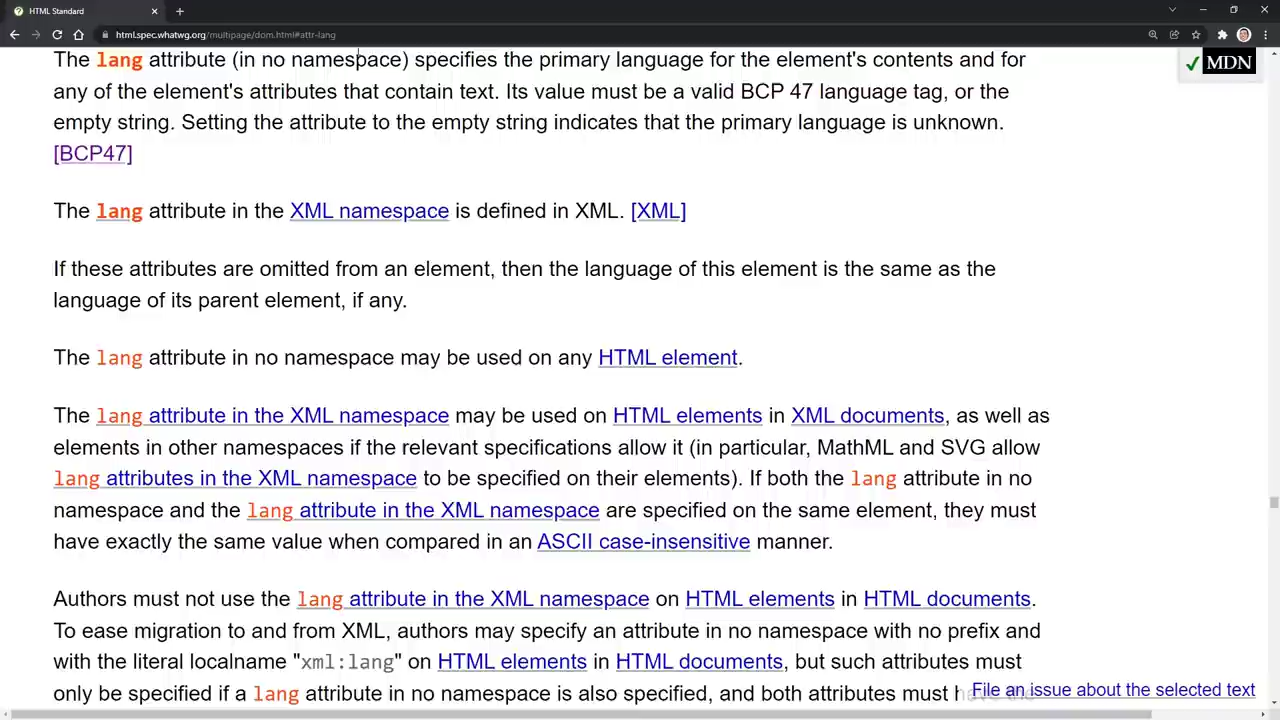 HTML Standard
html.spec.whatwg.org/multipage/dom.html#attr-lang
The lang attribute (in no namespace) specifies the primary language for the element's contents and for
any of the element's attributes that contain text. Its value must be a valid BCP 47 language tag, or the
empty string. Setting the attribute to the empty string indicates that the primary language is unknown.
[BCP47]
MDN
The lang attribute in the XML namespace is defined in XML. [XML]
If these attributes are omitted from an element, then the language of this element is the same as the
language of its parent element, if any.
The lang attribute in no namespace may be used on any HTML element.
The lang attribute in the XML namespace may be used on HTML elements in XML documents, as well as
elements in other namespaces if the relevant specifications allow it (in particular, MathML and SVG allow
lang attributes in the XML namespace to be specified on their elements). If both the lang attribute in no
namespace and the lang attribute in the XML namespace are specified on the same element, they must
have exactly the same value when compared in an ASCII case-insensitive manner.
Authors must not use the lang attribute in the XML namespace on HTML elements in HTML documents.
To ease migration to and from XML, authors may specify an attribute in no namespace with no prefix and
with the literal localname "xml:lang" on HTML elements in HTML documents, but such attributes must
only be specified if a lang attribute in no namespace is also specified, and both attributes must
File an issue about the selected text